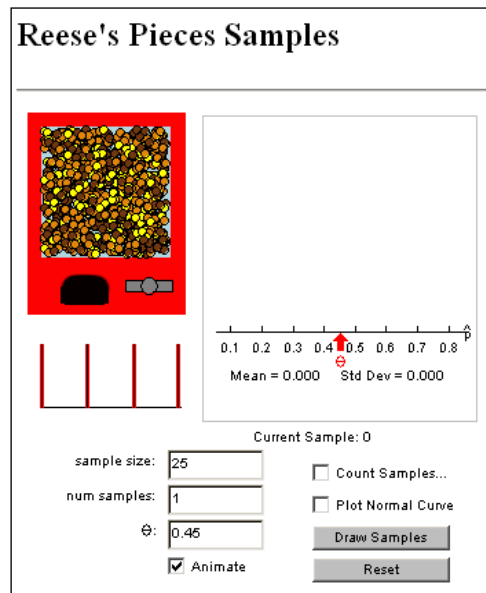 Reese's Pieces Samples
0.1 0.2 0.3 0.4 0.5 0.6 0.7 0.8 p̂
θ
Mean = 0.000 Std Dev = 0.000
Current Sample: 0
sample size: 25
Count Samples...
num samples: 1
Plot Normal Curve
θ: 0.45
Draw Samples
Animate
Reset